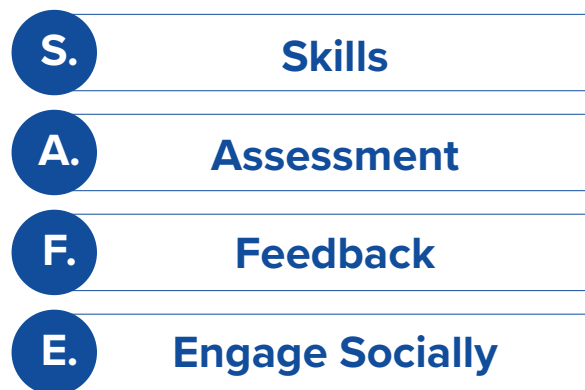 S. Skills
A. Assessment
F. Feedback
E. Engage Socially